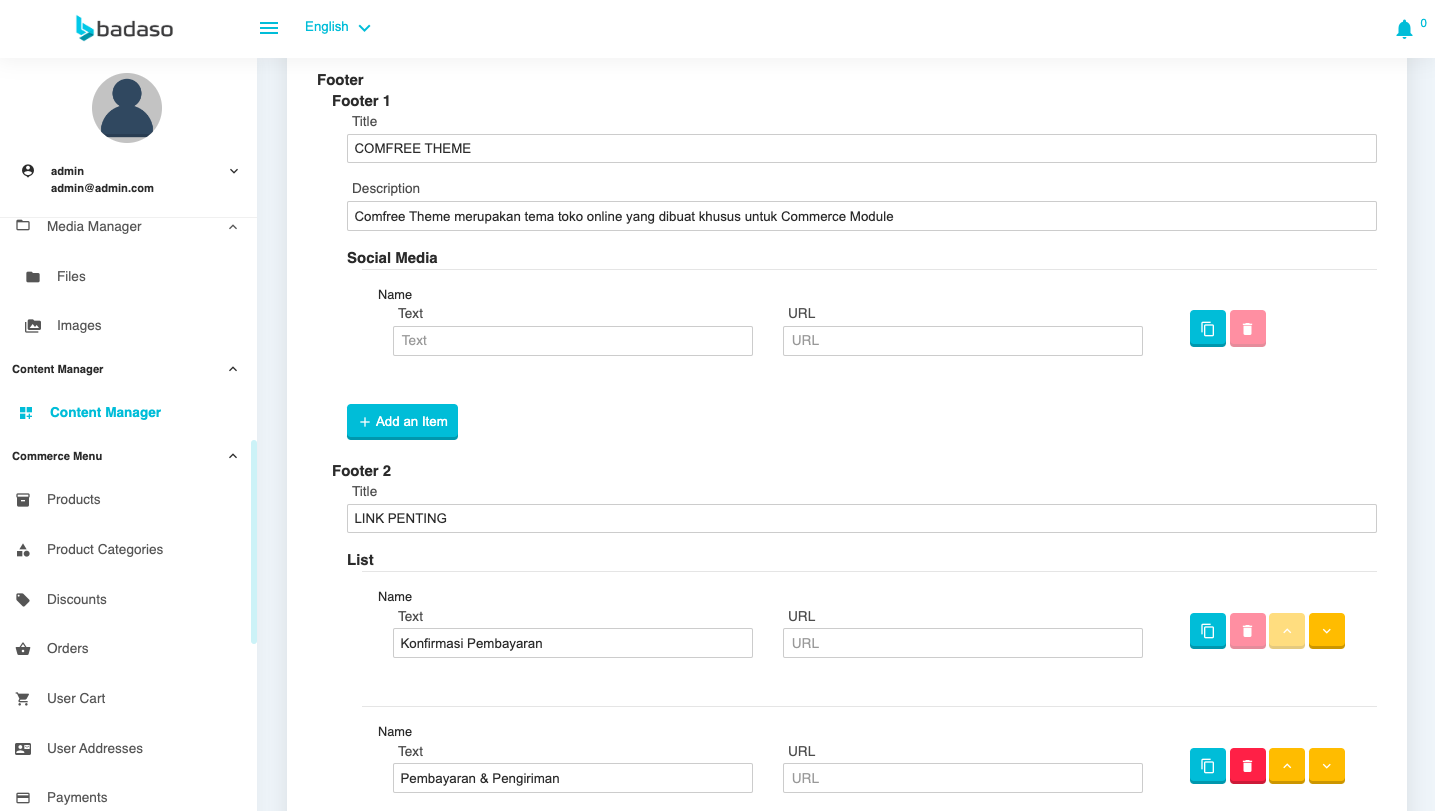 badaso
English
0
admin
admin@admin.com
Media Manager
Files
Images
Content Manager
Content Manager
Commerce Menu
Products
Product Categories
Discounts
Orders
User Cart
User Addresses
Payments
Footer
Footer 1
Title
COMFREE THEME
Description
Comfree Theme merupakan tema toko online yang dibuat khusus untuk Commerce Module
Social Media
Name
Text URL
Text URL
+ Add an Item
Footer 2
Title
LINK PENTING
List
Name
Text URL
Konfirmasi Pembayaran URL
Name
Text URL
Pembayaran & Pengiriman URL